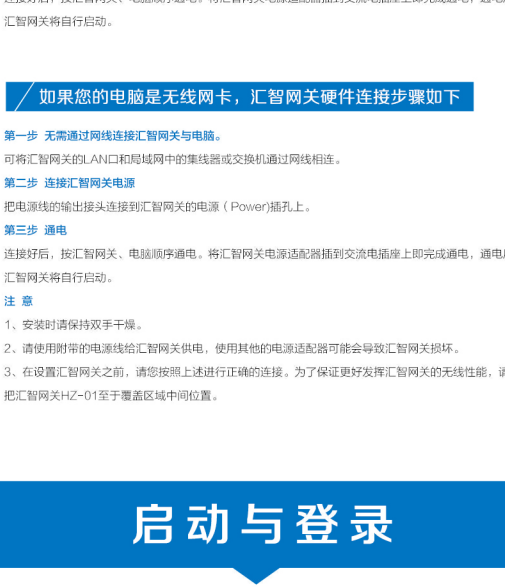 汇智网关将自行启动。
如果您的电脑是无线网卡，汇智网关硬件连接步骤如下
第一步 无需通过网线连接汇智网关与电脑。
可将汇智网关的LAN口和局域网中的集线器或交换机通过网线相连。
第二步 连接汇智网关电源
把电源线的输出接头连接到汇智网关的电源（Power)插孔上。
第三步 通电
连接好后，按汇智网关、电脑顺序通电。将汇智网关电源适配器插到交流电插座上即完成通电，通电
汇智网关将自行启动。
注 意
1、安装时请保持双手干燥。
2、请使用附带的电源线给汇智网关供电，使用其他的电源适配器可能会导致汇智网关损坏。
3、在设置汇智网关之前，请您按照上述进行正确的连接。为了保证更好发挥汇智网关的无线性能，请
把汇智网关HZ-01至于覆盖区域中间位置。
启动与登录